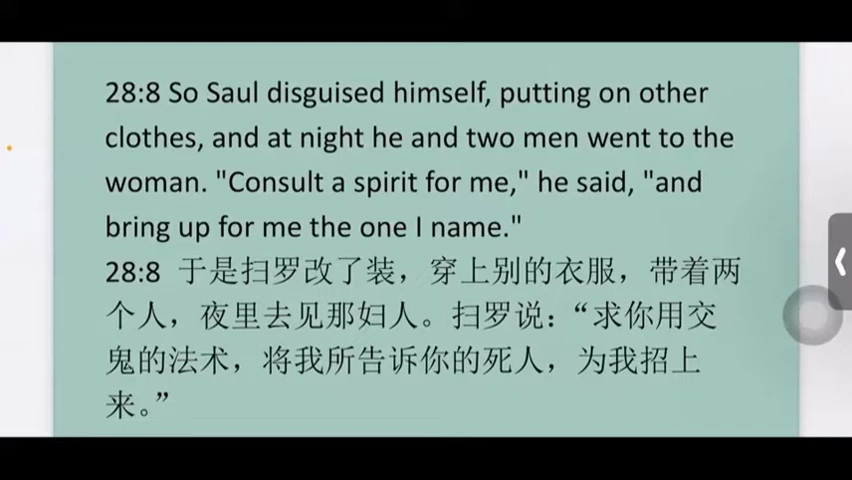 28:8 So Saul disguised himself, putting on other
clothes, and at night he and two men went to the
woman. "Consult a spirit for me," he said, "and
bring up for me the one I name."
28:8 于是扫罗改了装，穿上别的衣服，带着两
个人，夜里去见那妇人。扫罗说：“求你用交
鬼的法术，将我所告诉你的死人，为我招上
来。”